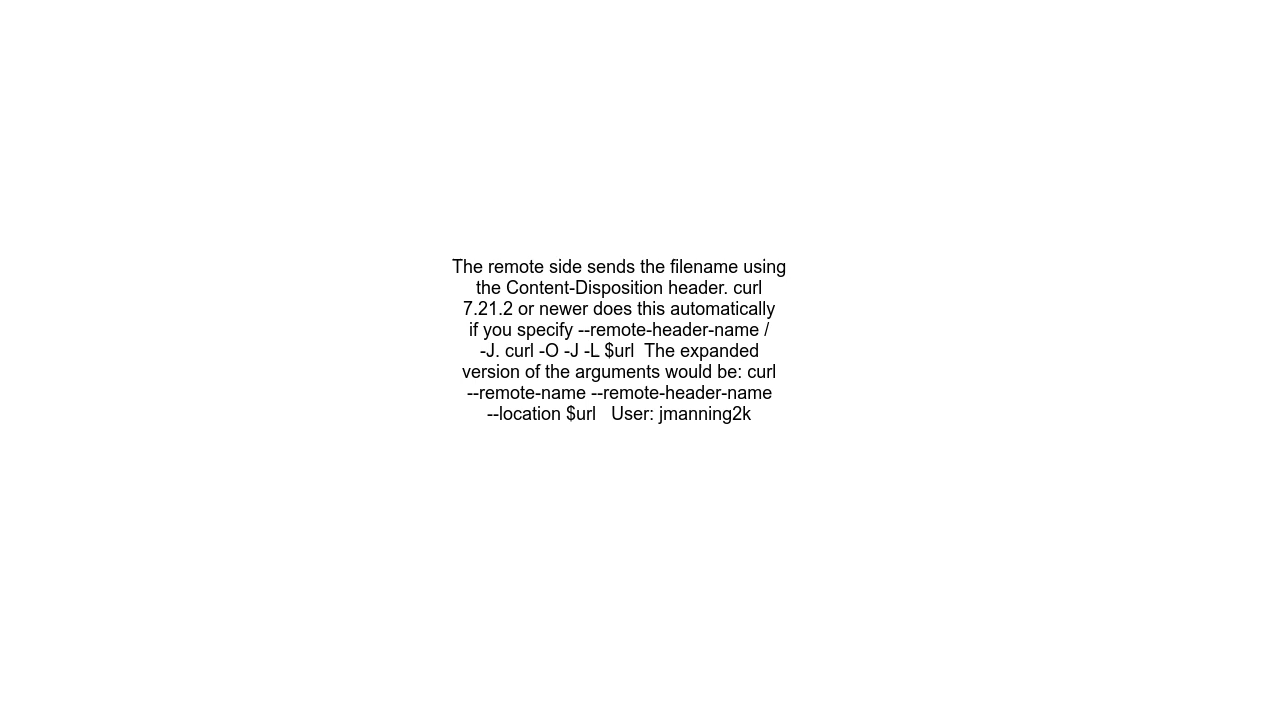 The remote side sends the filename using
the Content-Disposition header. curl
7.21.2 or newer does this automatically
if you specify --remote-header-name /
-J. curl -O -J -L $url  The expanded
version of the arguments would be: curl
--remote-name --remote-header-name
--location $url   User: jmanning2k